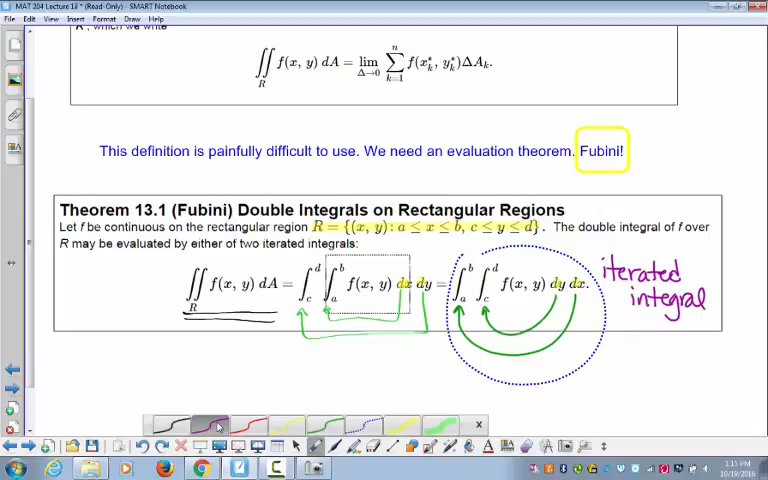 MAT 204 Lecture 13 * (Read-Only) - SMART Notebook
File Edit View Insert Format Draw Help
R , which we write
∬_R f(x, y) dA = lim_{Δ→0} ∑_{k=1}^{n} f(x_k^*, y_k^*)ΔA_k.
This definition is painfully difficult to use. We need an evaluation theorem. Fubini!
Theorem 13.1 (Fubini) Double Integrals on Rectangular Regions
Let f be continuous on the rectangular region R = {(x, y): a ≤ x ≤ b, c ≤ y ≤ d}. The double integral of f over
R may be evaluated by either of two iterated integrals:
∬_R f(x, y) dA = ∫_c^d ∫_a^b f(x, y) dx dy = ∫_a^b ∫_c^d f(x, y) dy dx.
iterated
integral
1:15 PM
10/19/2016